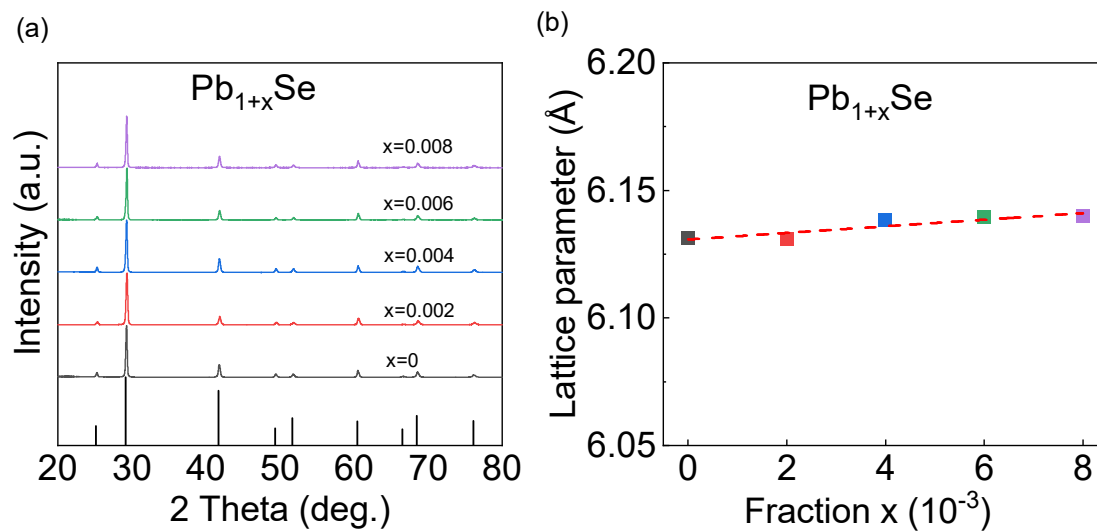 (a)
Pb1+xSe
x=0.008
x=0.006
x=0.004
x=0.002
x=0
Intensity (a.u.)
20 30 40 50 60 70 80
2 Theta (deg.)
(b)
Pb1+xSe
6.20
6.15
6.10
6.05
Lattice parameter (Å)
0 2 4 6 8
Fraction x (10-3)